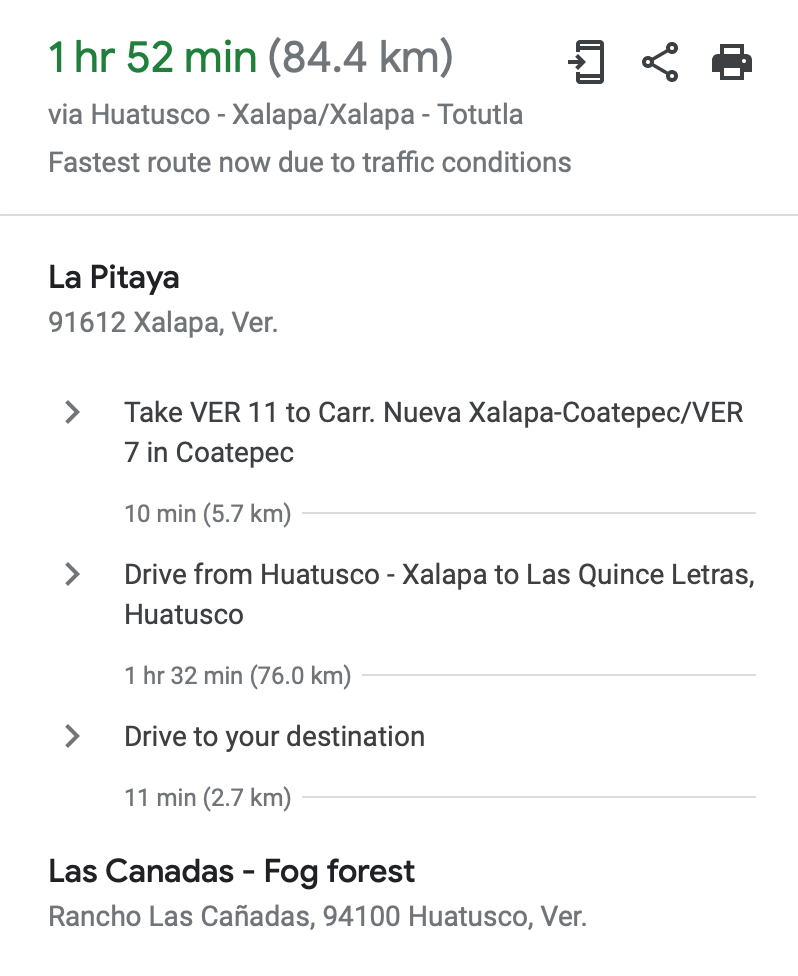 1 hr 52 min (84.4 km)
via Huatusco - Xalapa/Xalapa - Totutla
Fastest route now due to traffic conditions
La Pitaya
91612 Xalapa, Ver.
Take VER 11 to Carr. Nueva Xalapa-Coatepec/VER
7 in Coatepec
10 min (5.7 km)
Drive from Huatusco - Xalapa to Las Quince Letras,
Huatusco
1 hr 32 min (76.0 km)
Drive to your destination
11 min (2.7 km)
Las Canadas - Fog forest
Rancho Las Cañadas, 94100 Huatusco, Ver.